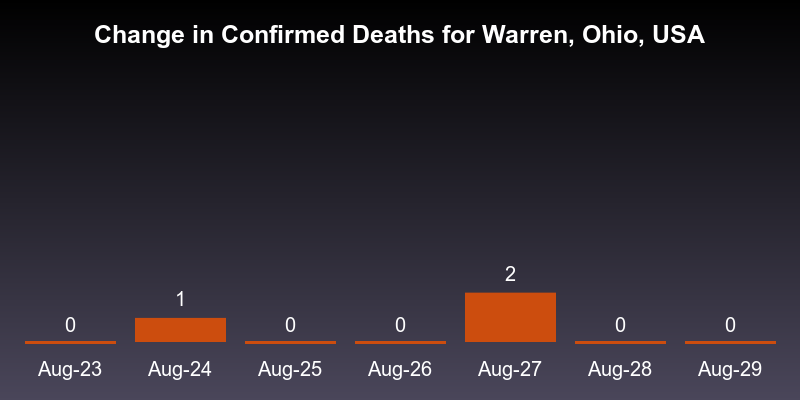 Change in Confirmed Deaths for Warren, Ohio, USA
0 1 0 0 2 0 0
Aug-23 Aug-24 Aug-25 Aug-26 Aug-27 Aug-28 Aug-29